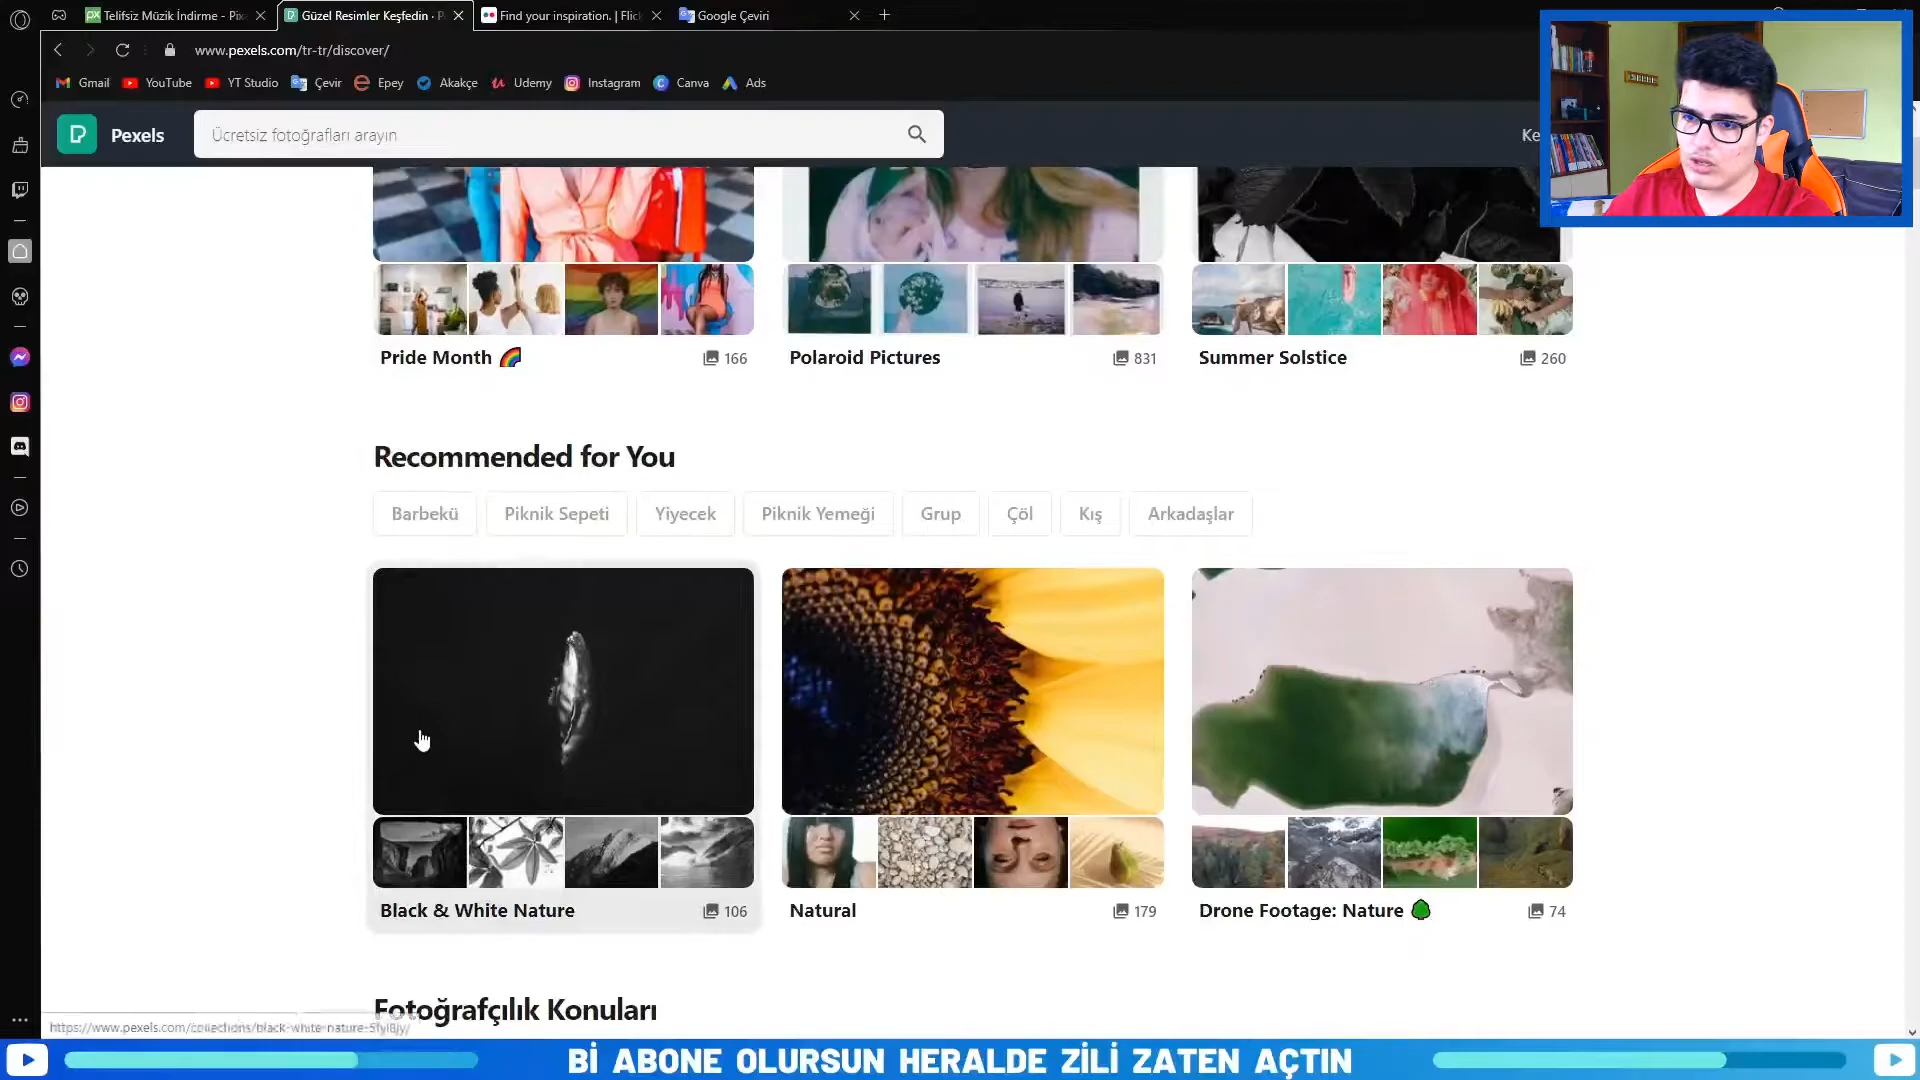 Telifsiz Müzik İndirme - Pix
Güzel Resimler Keşfedin · P
Find your inspiration. | Flic
Google Çeviri
www.pexels.com/tr-tr/discover/
Gmail
YouTube
YT Studio
Çevir
Epey
Akakçe
Udemy
Instagram
Canva
Ads
Pexels
Ücretsiz fotoğrafları arayın
Ke
Pride Month 🌈
166
Polaroid Pictures
831
Summer Solstice
260
Recommended for You
Barbekü
Piknik Sepeti
Yiyecek
Piknik Yemeği
Grup
Çöl
Kış
Arkadaşlar
Black & White Nature
106
Natural
179
Drone Footage: Nature 🌳
74
Fotoğrafçılık Konuları
Bİ ABONE OLURSUN HERALDE ZİLİ ZATEN AÇTIN